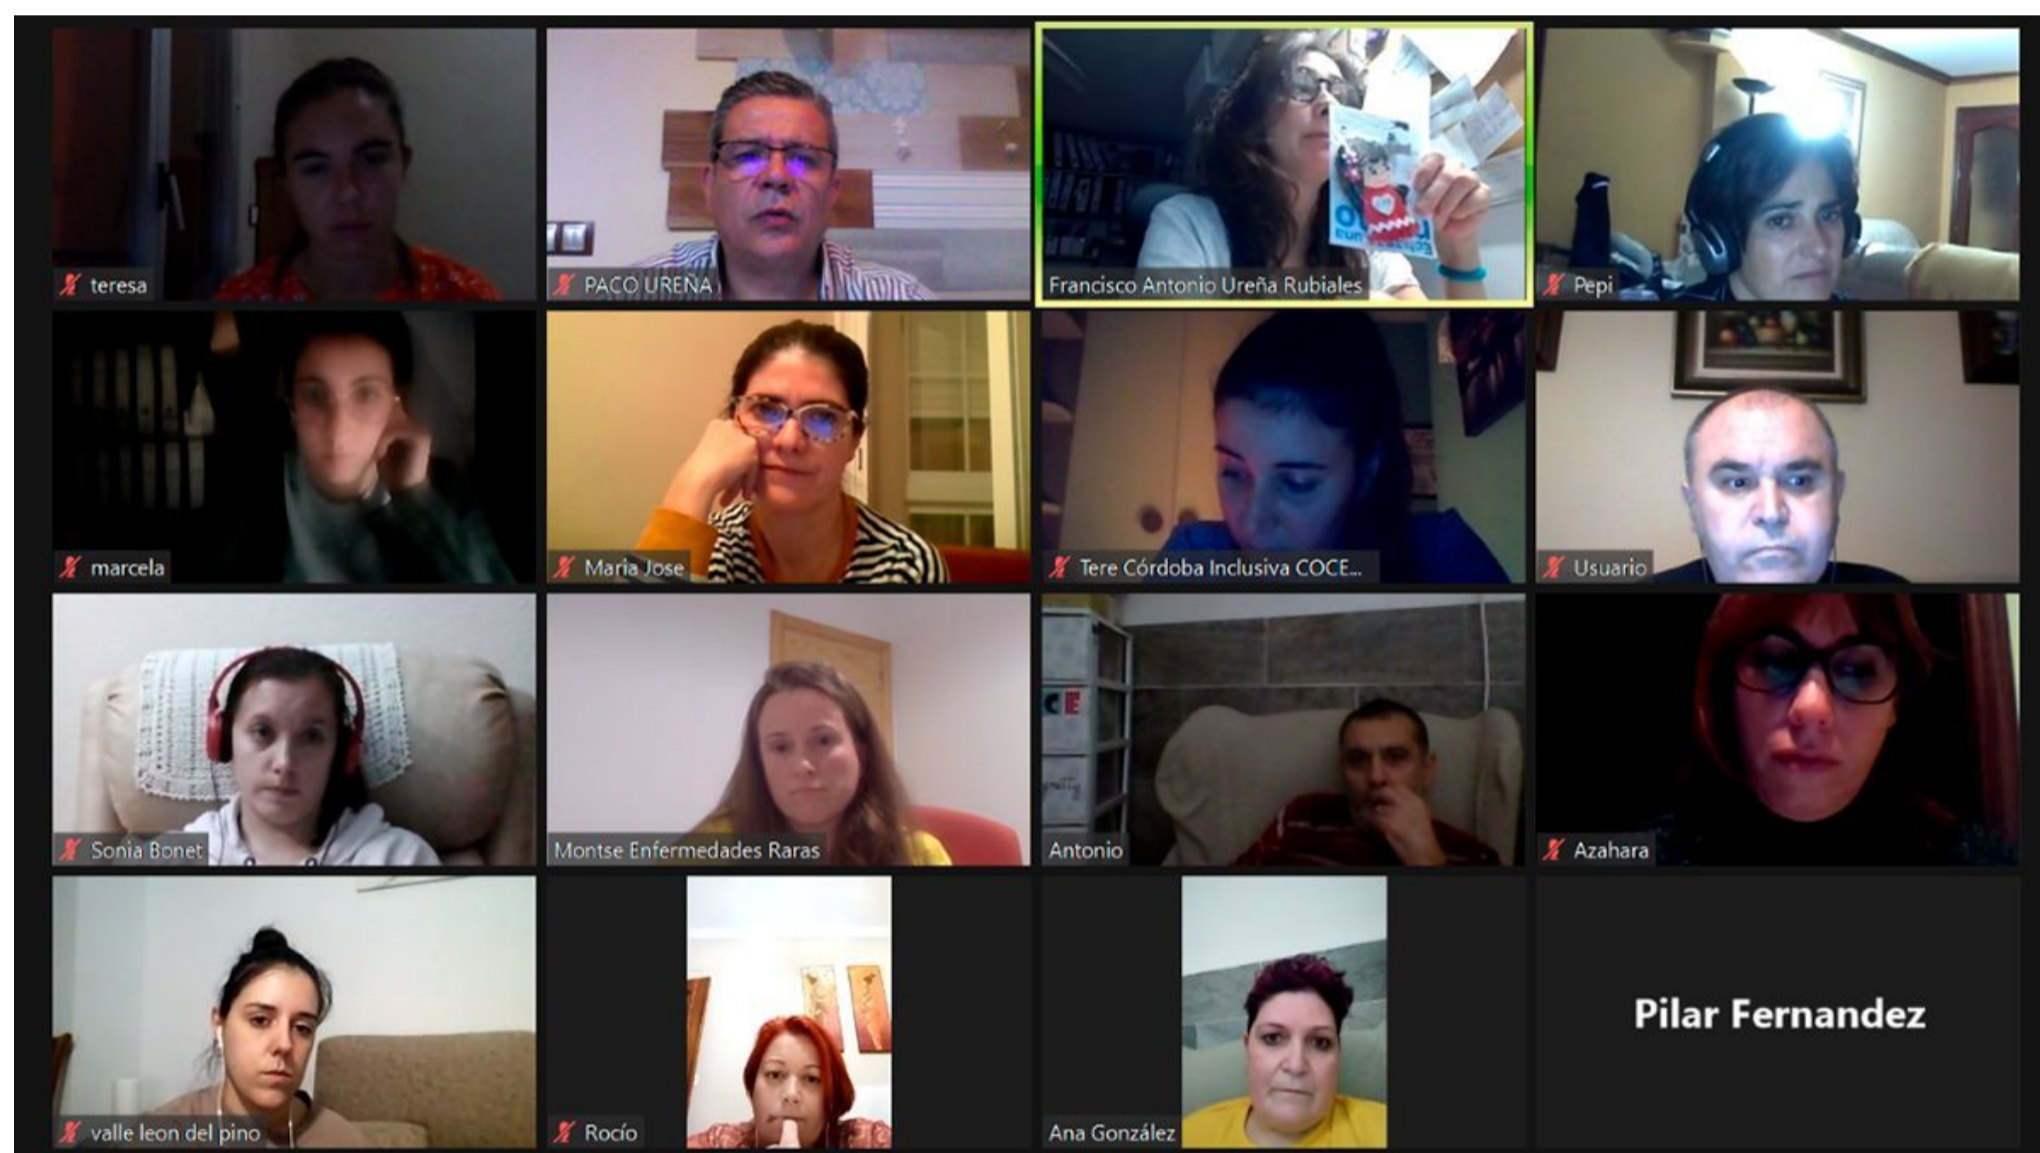 teresa
PACO UREÑA
Francisco Antonio Ureña Rubiales
Pepi
marcela
Maria Jose
Tere Córdoba Inclusiva COCE...
Usuario
Sonia Bonet
Montse Enfermedades Raras
CE
Antonio
Azahara
valle leon del pino
Rocío
Ana González
Pilar Fernandez